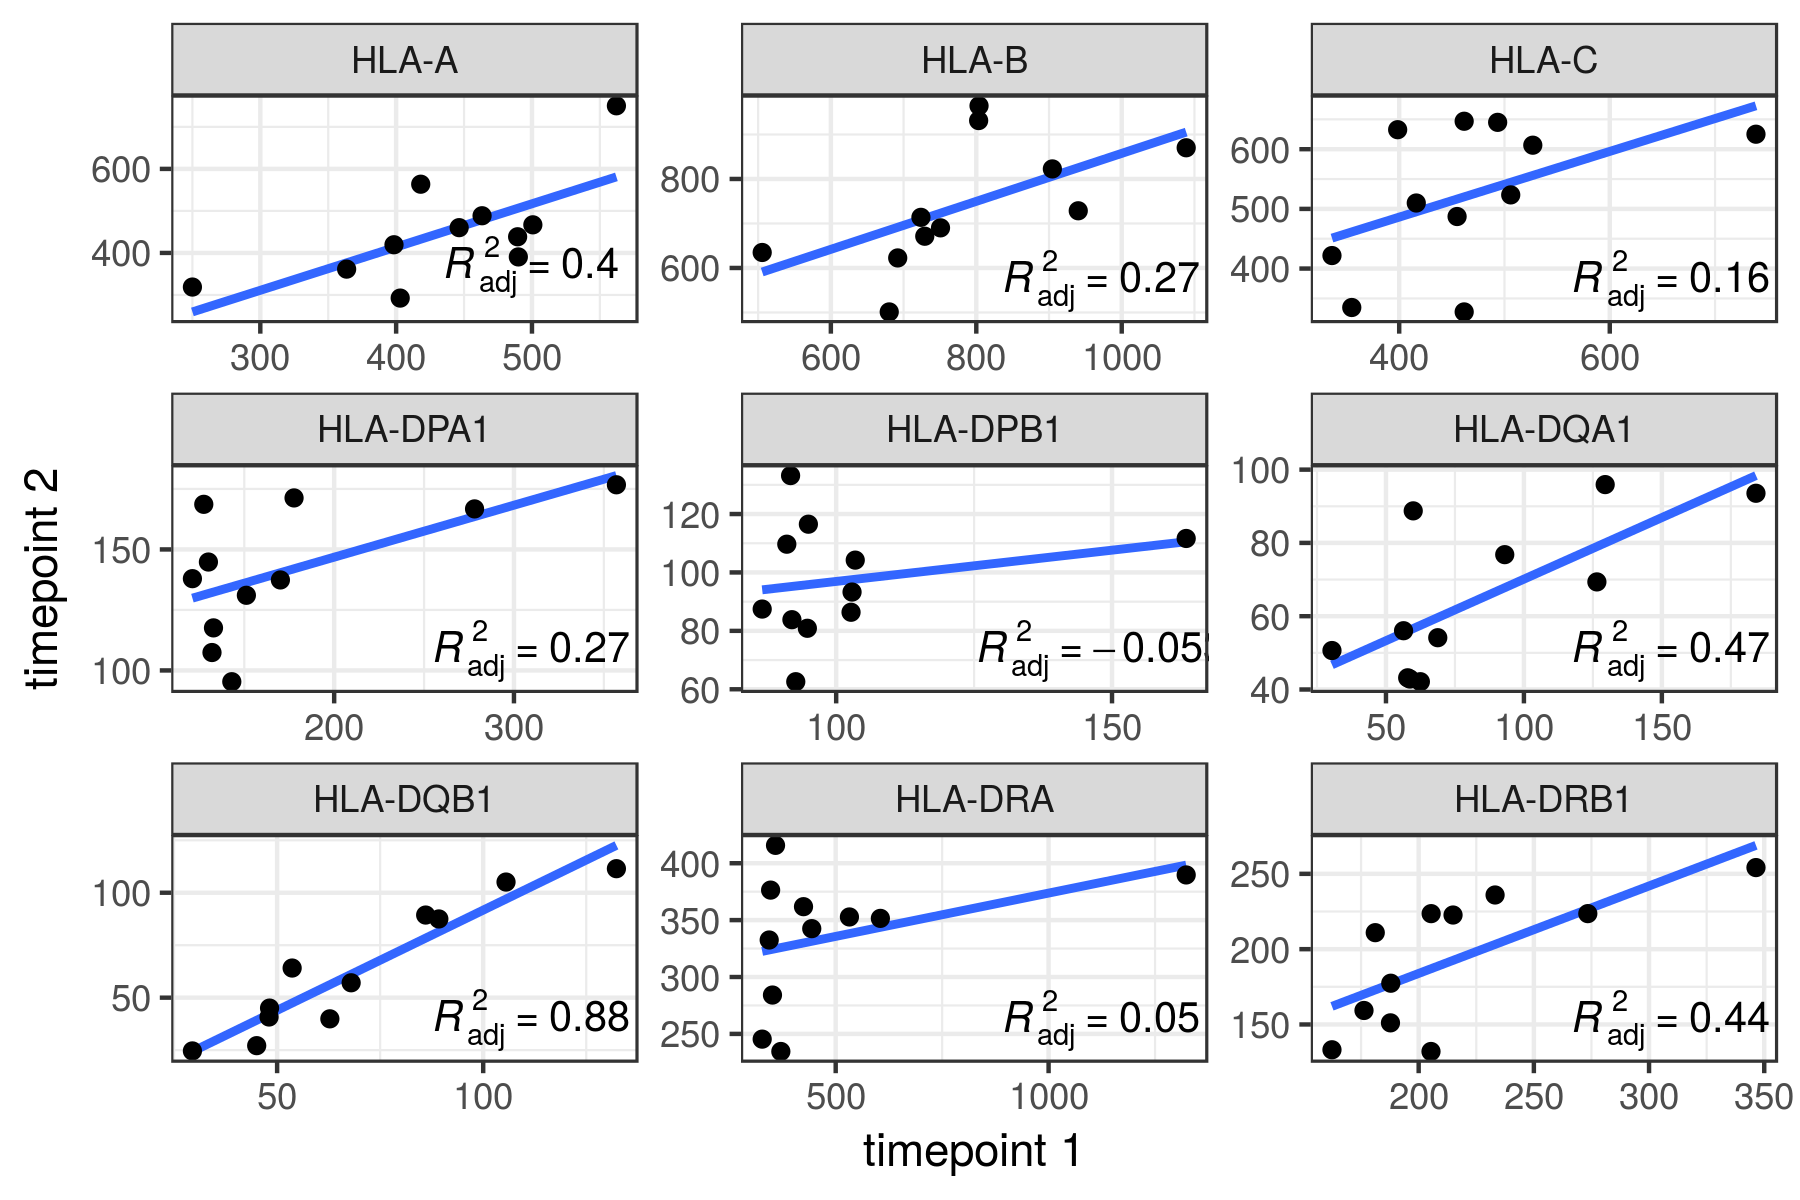 HLA-A HLA-B HLA-C
600
400
R²adj = 0.4
300 400 500
800
600
R²adj = 0.27
600 800 1000
600
500
400
R²adj = 0.16
400 600
HLA-DPA1 HLA-DPB1 HLA-DQA1
timepoint 2
150
100
R²adj = 0.27
200 300
120
100
80
60
R²adj = −0.05
100 150
100
80
60
40
R²adj = 0.47
50 100 150
HLA-DQB1 HLA-DRA HLA-DRB1
100
50
R²adj = 0.88
50 100
400
350
300
250
R²adj = 0.05
500 1000
250
200
150
R²adj = 0.44
200 250 300 350
timepoint 1